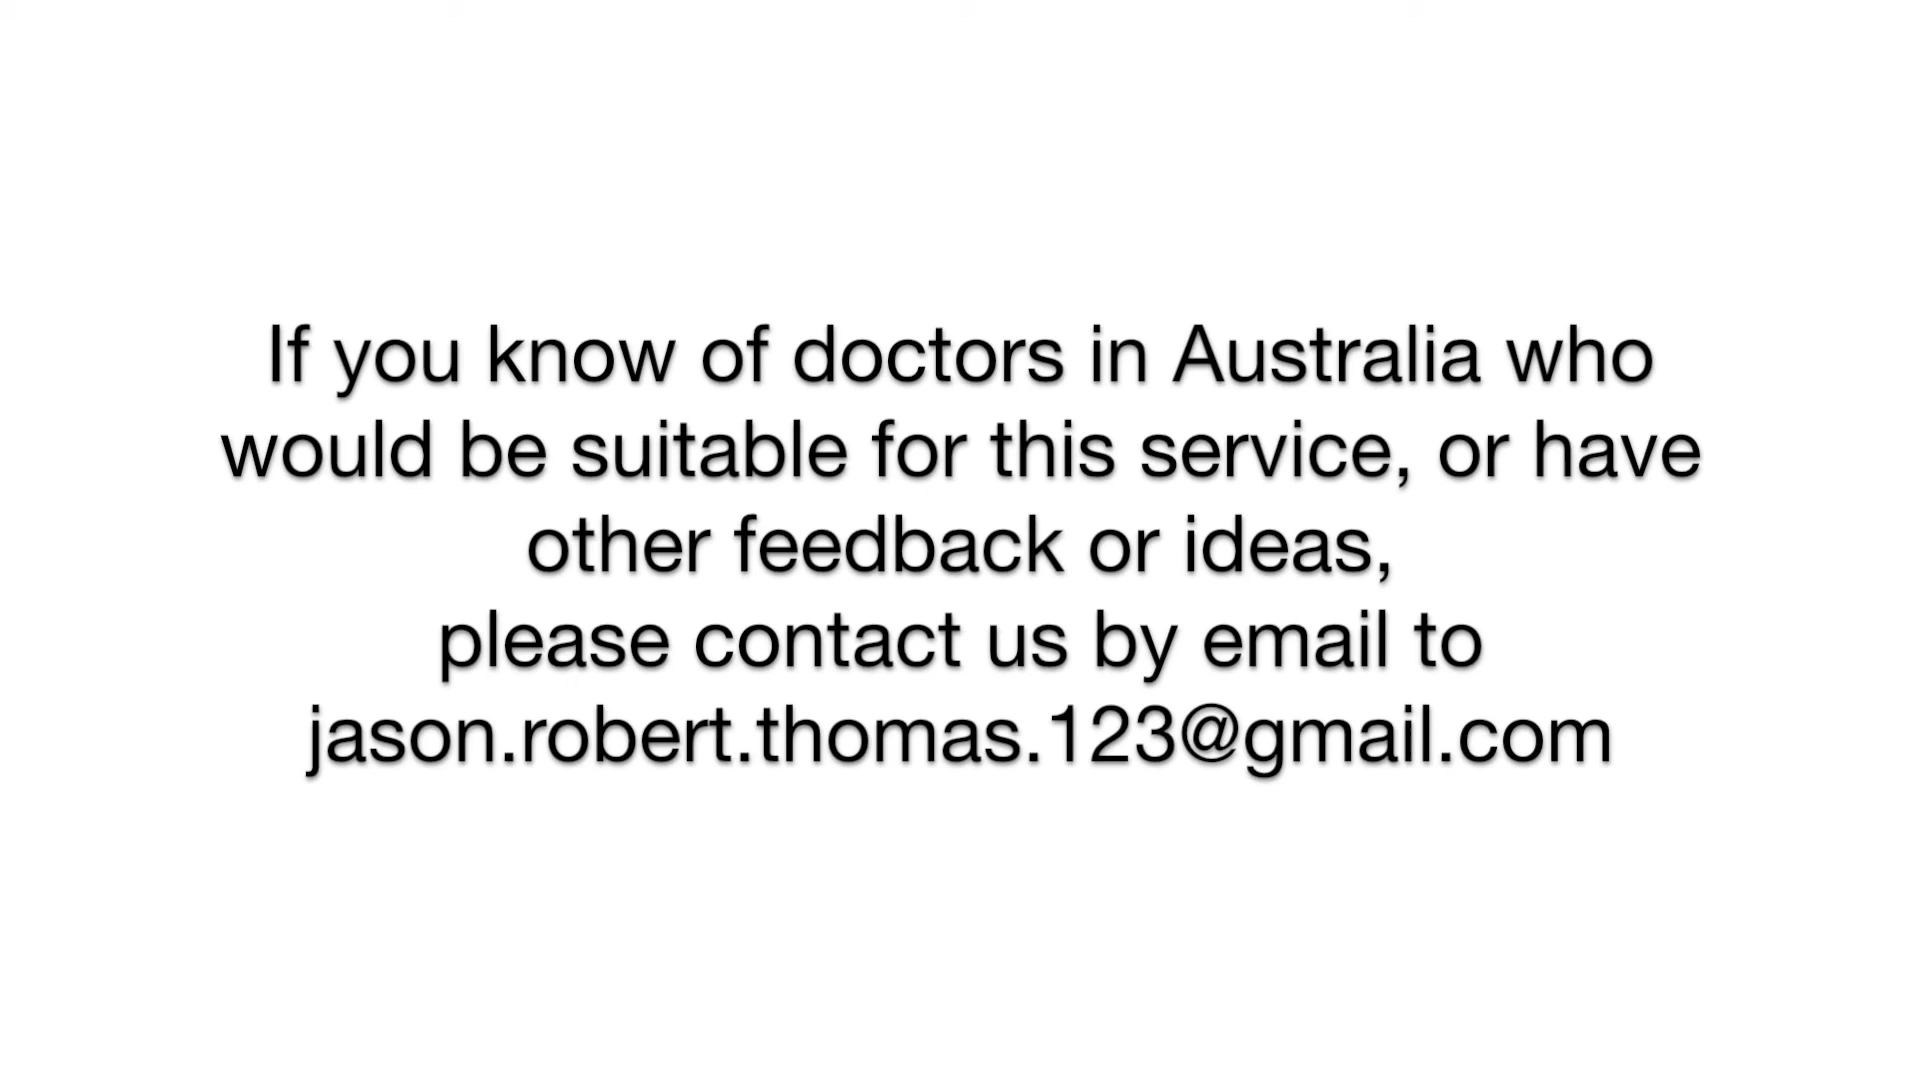 If you know of doctors in Australia who
would be suitable for this service, or have
other feedback or ideas,
please contact us by email to
jason.robert.thomas.123@gmail.com